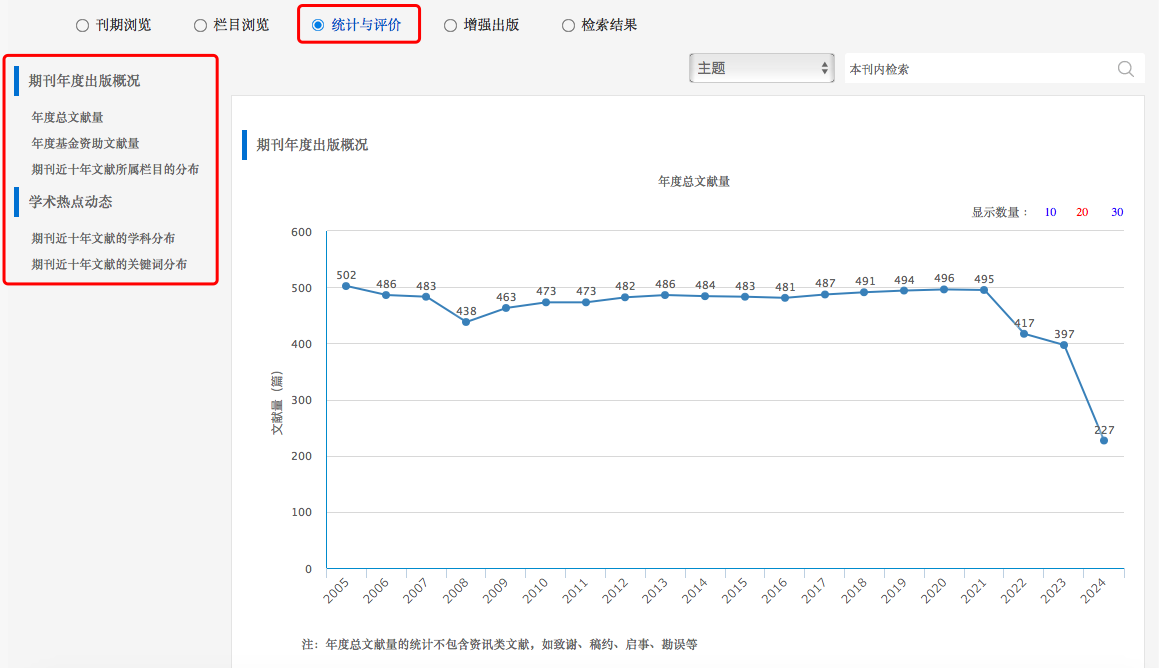 刊期浏览 栏目浏览 统计与评价 增强出版 检索结果
主题 本刊内检索
期刊年度出版概况
年度总文献量
年度基金资助文献量
期刊近十年文献所属栏目的分布
学术热点动态
期刊近十年文献的学科分布
期刊近十年文献的关键词分布
期刊年度出版概况
年度总文献量
显示数量： 10 20 30
文献量（篇）
600
500
400
300
200
100
0
502 486 483 438 463 473 473 482 486 484 483 481 487 491 494 496 495 417 397 227
2005 2006 2007 2008 2009 2010 2011 2012 2013 2014 2015 2016 2017 2018 2019 2020 2021 2022 2023 2024
注：年度总文献量的统计不包含资讯类文献，如致谢、稿约、启事、勘误等